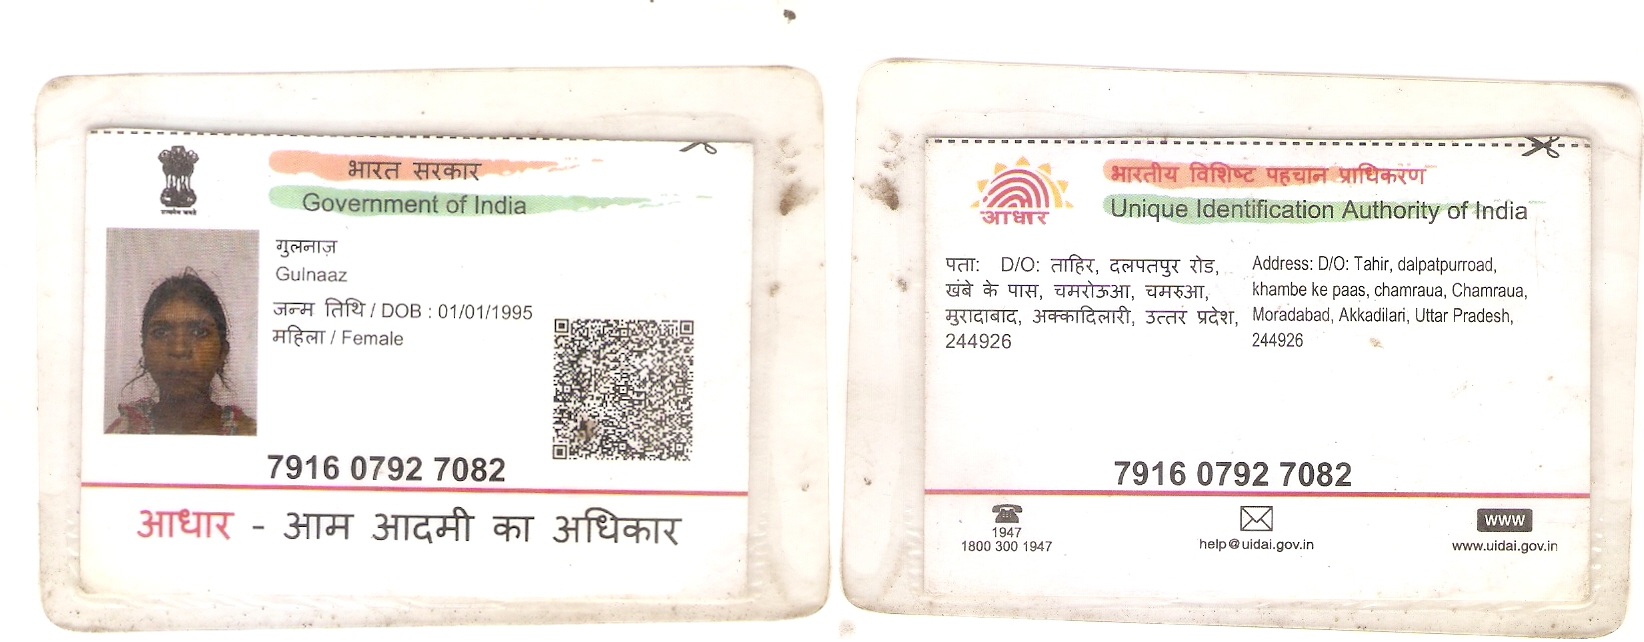 भारत सरकार
Government of India
गुलनाज़
Gulnaaz
जन्म तिथि / DOB : 01/01/1995
महिला / Female
7916 0792 7082
आधार - आम आदमी का अधिकार
आधार
भारतीय विशिष्ट पहचान प्राधिकरण
Unique Identification Authority of India
पता: D/O: ताहिर, दलपतपुर रोड,
खंबे के पास, चमरोऊआ, चमरुआ,
मुरादाबाद, अक्कादिलारी, उत्तर प्रदेश,
244926
Address: D/O: Tahir, dalpatpurroad,
khambe ke paas, chamraua, Chamraua,
Moradabad, Akkadilari, Uttar Pradesh,
244926
7916 0792 7082
1947
1800 300 1947
help@uidai.gov.in
www
www.uidai.gov.in